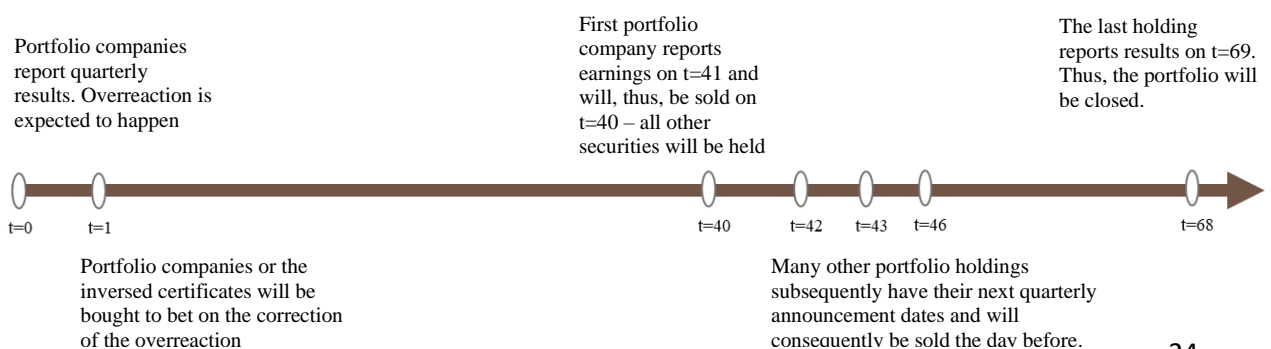 Portfolio companies
report quarterly
results. Overreaction is
expected to happen
First portfolio
company reports
earnings on t=41 and
will, thus, be sold on
t=40 – all other
securities will be held
The last holding
reports results on t=69.
Thus, the portfolio will
be closed.
t=0
t=1
t=40
t=42
t=43
t=46
t=68
Portfolio companies or the
inversed certificates will be
bought to bet on the correction
of the overreaction
Many other portfolio holdings
subsequently have their next quarterly
announcement dates and will
consequently be sold the day before.